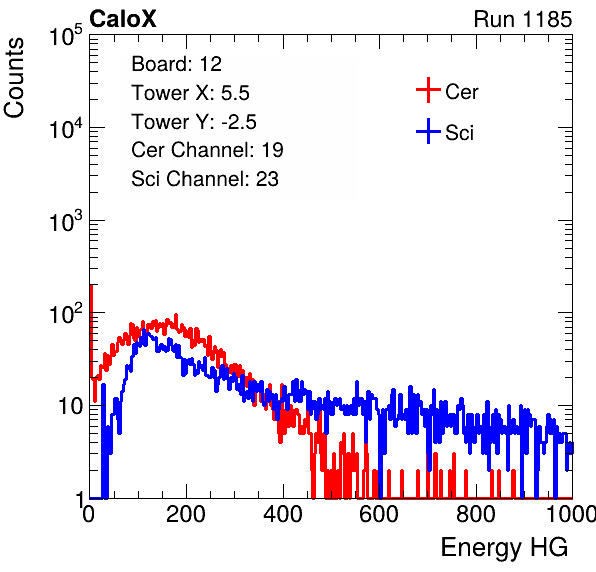 CaloX Run 1185
Board: 12
Tower X: 5.5
Tower Y: -2.5
Cer Channel: 19
Sci Channel: 23
Cer
Sci
Counts
10^5
10^4
10^3
10^2
10
1
0 200 400 600 800 1000
Energy HG